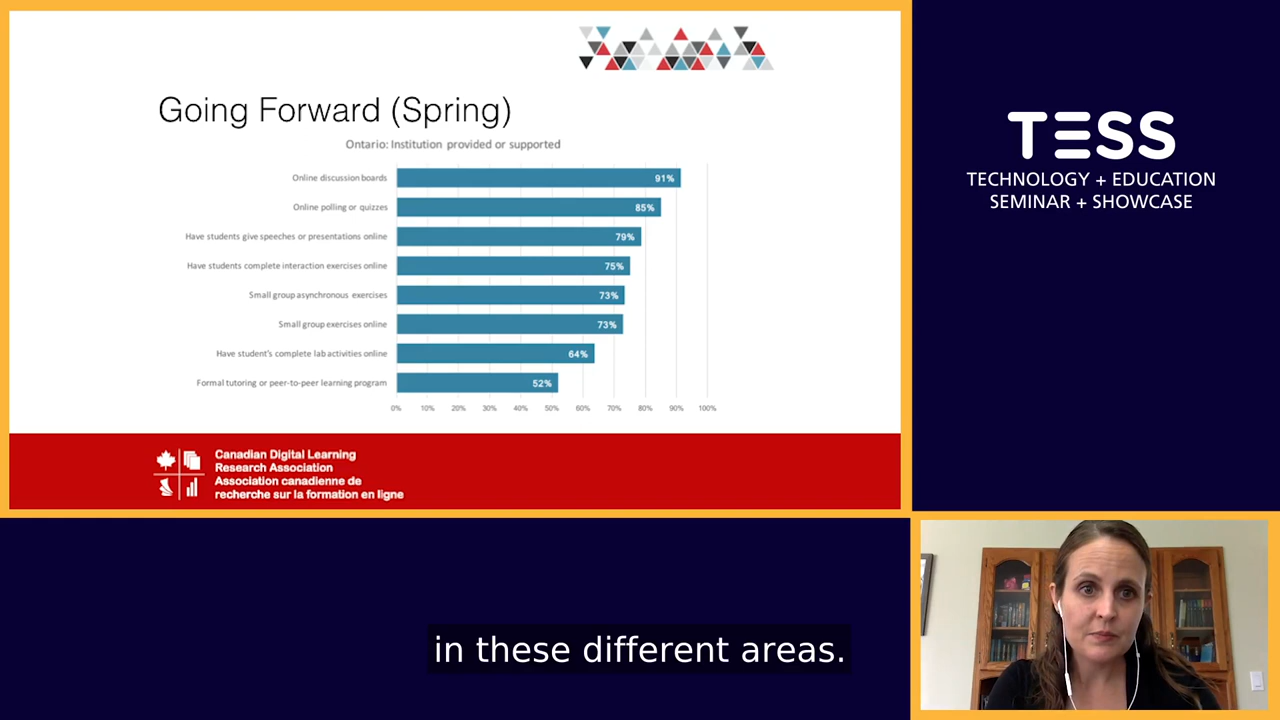 Going Forward (Spring)
Ontario: Institution provided or supported
Online discussion boards 91%
Online polling or quizzes 85%
Have students give speeches or presentations online 79%
Have students complete interaction exercises online 75%
Small group asynchronous exercises 73%
Small group exercises online 73%
Have student's complete lab activities online 64%
Formal tutoring or peer-to-peer learning program 52%
0% 10% 20% 30% 40% 50% 60% 70% 80% 90% 100%
Canadian Digital Learning
Research Association
Association canadienne de
recherche sur la formation en ligne
TESS
TECHNOLOGY + EDUCATION
SEMINAR + SHOWCASE
in these different areas.